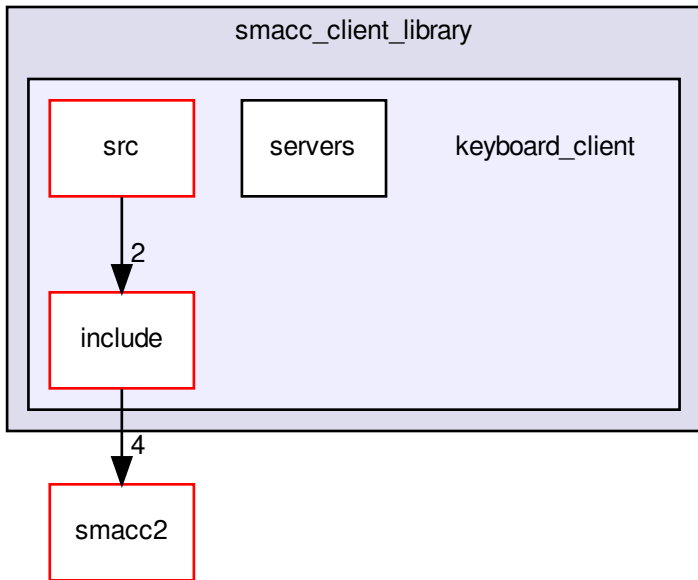 smacc_client_library
src
servers
keyboard_client
2
include
4
smacc2